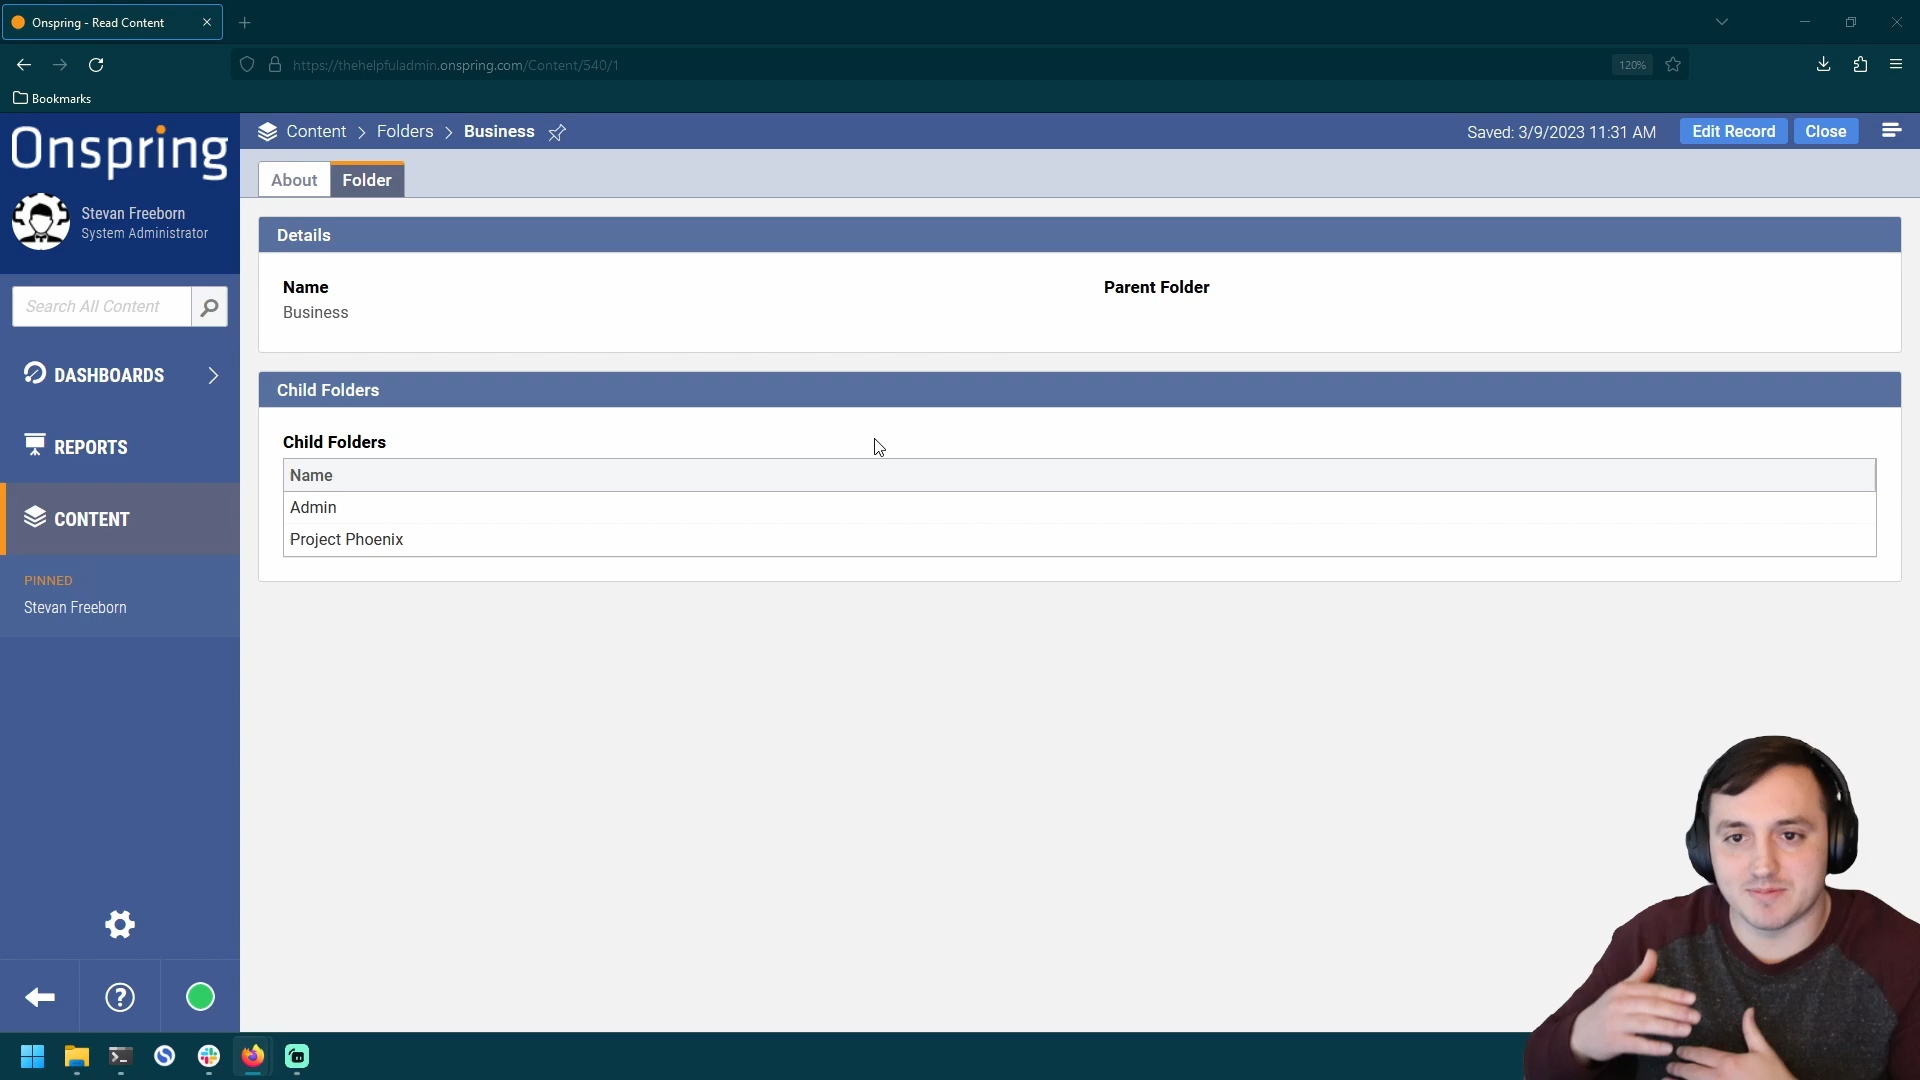 Onspring - Read Content
https://thehelpfuladmin.onspring.com/Content/540/1
120%
Bookmarks
Onspring
Content > Folders > Business
Saved: 3/9/2023 11:31 AM
Edit Record
Close
About
Folder
Stevan Freeborn
System Administrator
Details
Name
Business
Parent Folder
Search All Content
DASHBOARDS
REPORTS
CONTENT
PINNED
Stevan Freeborn
Child Folders
Child Folders
Name
Admin
Project Phoenix